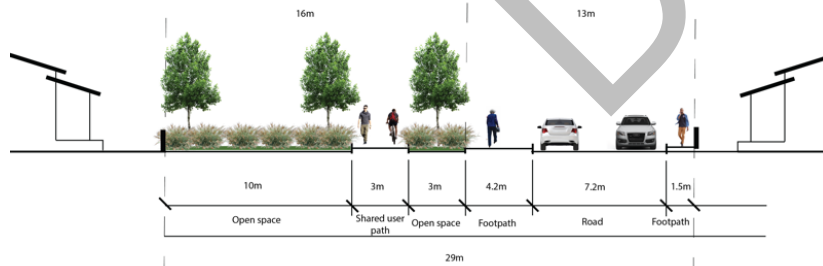 16m
13m
10m
3m
3m
4.2m
7.2m
1.5m
Open space
Shared user
path
Open space
Footpath
Road
Footpath
29m